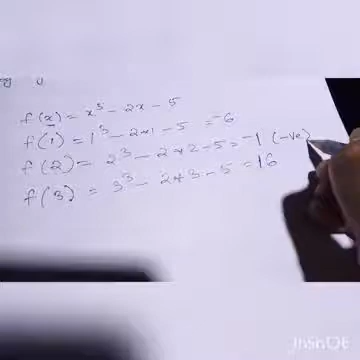 f(x) = x³ - 2x - 5
f(1) = 1³ - 2*1 - 5 = -6
f(2) = 2³ - 2*2 - 5 = -1 (-ve)
f(3) = 3³ - 2*3 - 5 = 16
InShOt